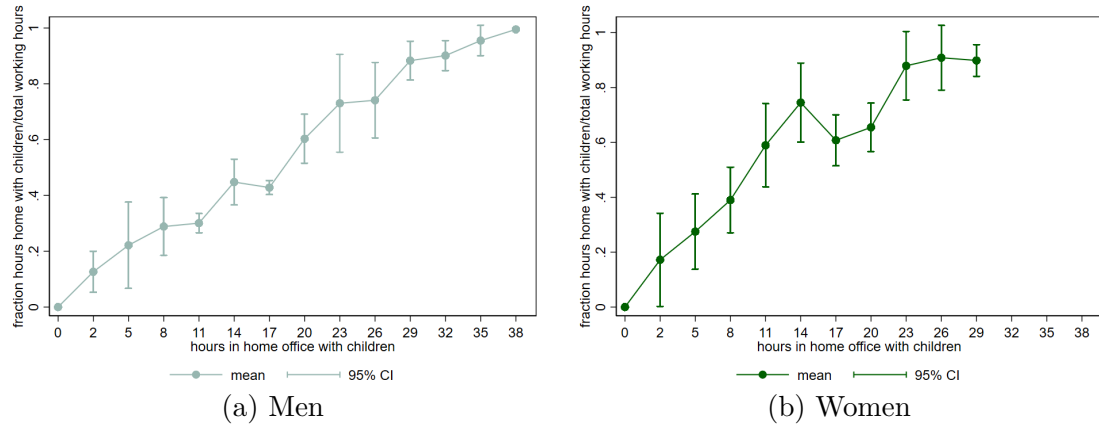 fraction hours home with children/total working hours
0 .2 .4 .6 .8 1
0 2 5 8 11 14 17 20 23 26 29 32 35 38
hours in home office with children
mean 95% CI
(a) Men
fraction hours home with children/total working hours
0 .2 .4 .6 .8 1
0 2 5 8 11 14 17 20 23 26 29 32 35 38
hours in home office with children
mean 95% CI
(b) Women